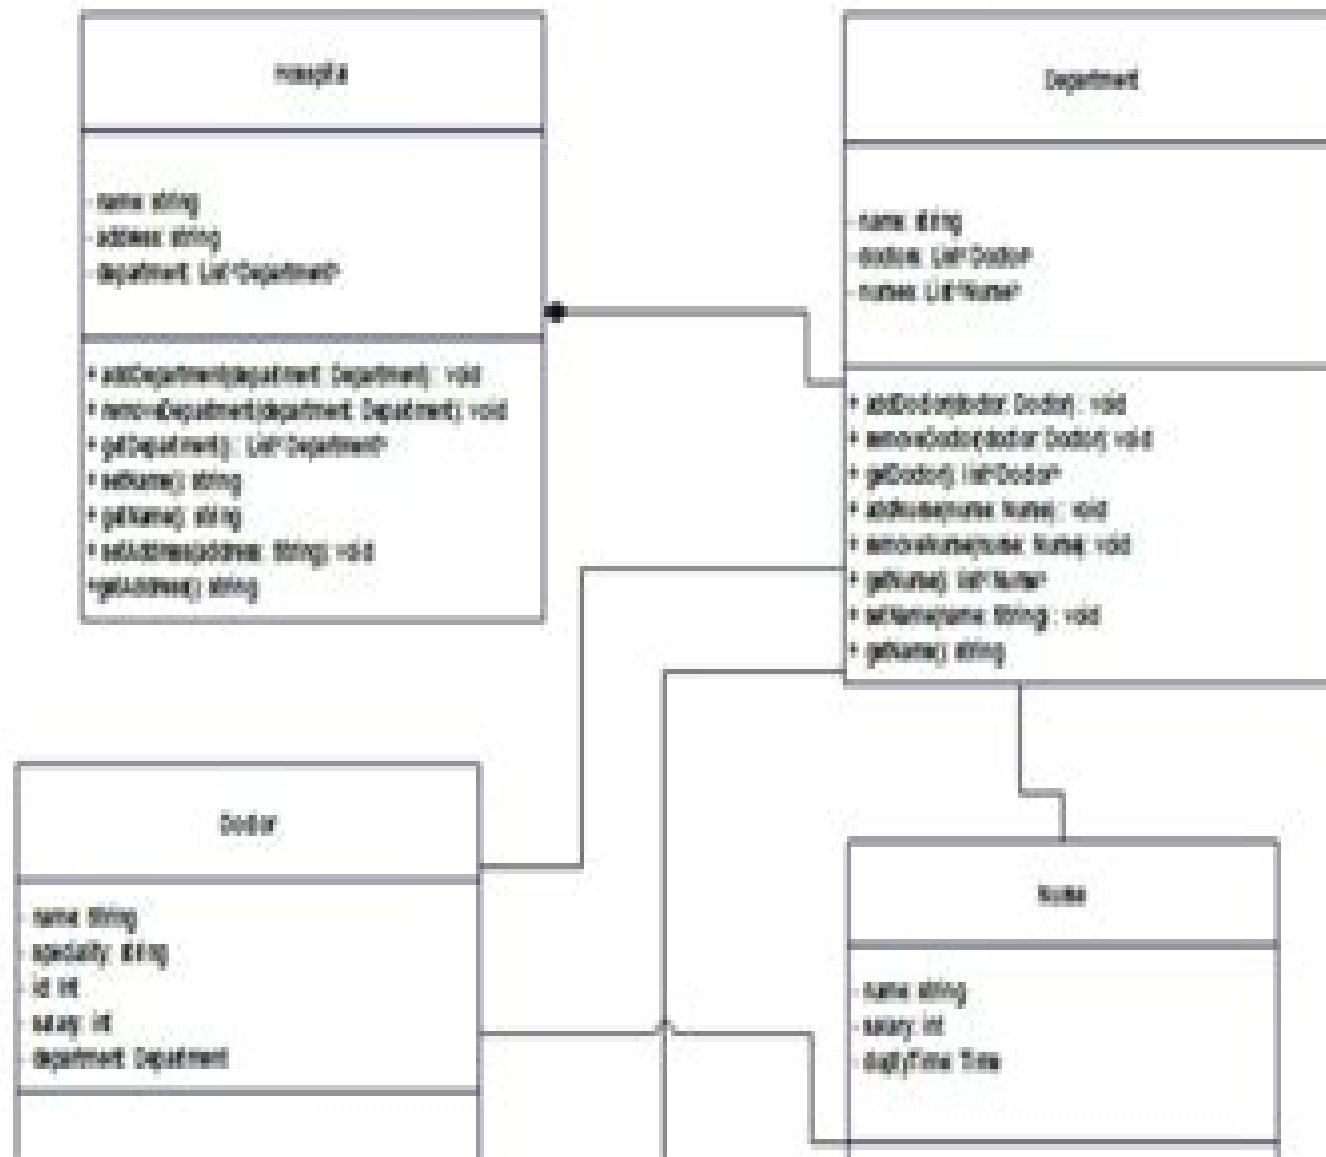 Hospital
- name string
- address string
- department List<Department>
+ addDepartment(department Department) : void
+ removeDepartment(department Department) void
+ getDepartment() : List<Department>
+ setName() string
+ getName() string
+ setAddress(address String) void
+getAddress() string
Department
- name string
- doctors List<Doctor>
- nurses List<Nurse>
+ addDoctor(doctor Doctor) : void
+ removeDoctor(doctor Doctor) void
+ getDoctor() list<Doctor>
+ addNurse(nurse Nurse) : void
+ removeNurse(nurse Nurse) void
+ getNurse() list<Nurse>
+ setName(name String) : void
+ getName() string
Doctor
- name String
- specialty string
- id int
- salary int
- department Department
Nurse
- name string
- salary int